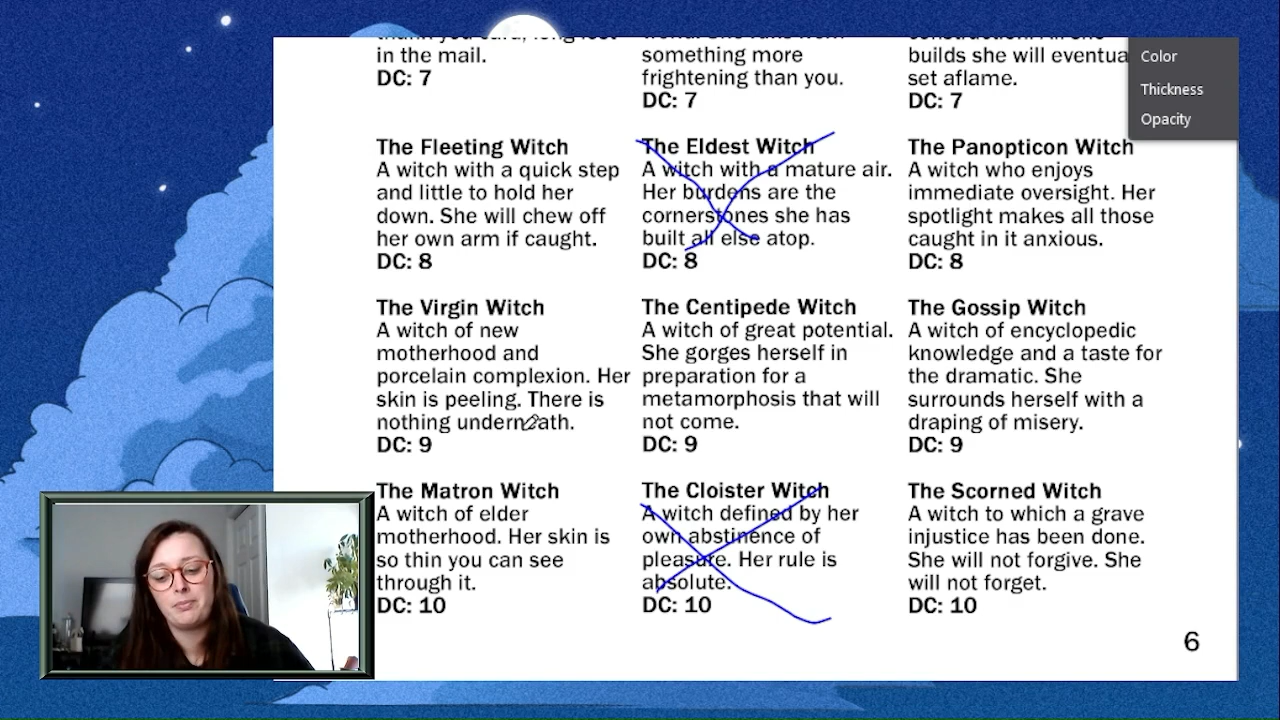 in the mail.
DC: 7
something more
frightening than you.
DC: 7
set aflame.
DC: 7
The Fleeting Witch
A witch with a quick step
and little to hold her
down. She will chew off
her own arm if caught.
DC: 8
The Eldest Witch
A witch with a mature air.
Her burdens are the
cornerstones she has
built all else atop.
DC: 8
The Panopticon Witch
A witch who enjoys
immediate oversight. Her
spotlight makes all those
caught in it anxious.
DC: 8
The Virgin Witch
A witch of new
motherhood and
porcelain complexion. Her
skin is peeling. There is
nothing underneath.
DC: 9
The Centipede Witch
A witch of great potential.
She gorges herself in
preparation for a
metamorphosis that will
not come.
DC: 9
The Gossip Witch
A witch of encyclopedic
knowledge and a taste for
the dramatic. She
surrounds herself with a
draping of misery.
DC: 9
The Matron Witch
A witch of elder
motherhood. Her skin is
so thin you can see
through it.
DC: 10
The Cloister Witch
A witch defined by her
own abstinence of
pleasure. Her rule is
absolute.
DC: 10
The Scorned Witch
A witch to which a grave
injustice has been done.
She will not forgive. She
will not forget.
DC: 10
6
Color
Thickness
Opacity